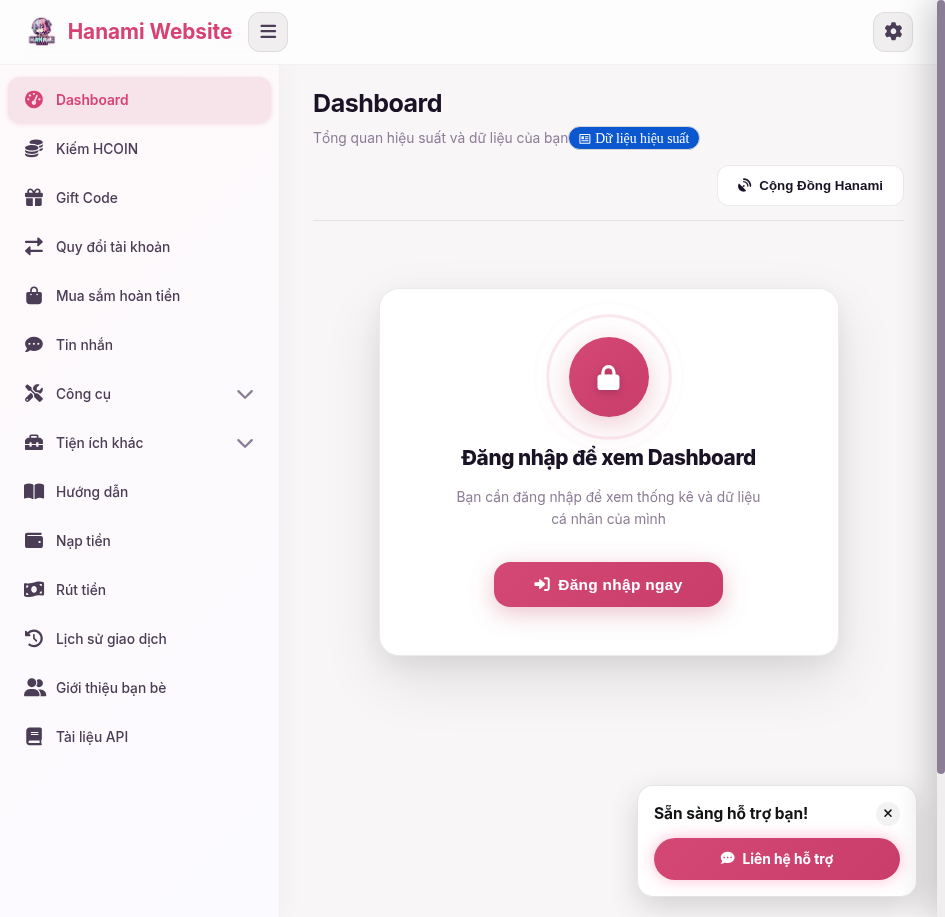 Hanami Website
Dashboard
Kiếm HCOIN
Gift Code
Quy đổi tài khoản
Mua sắm hoàn tiền
Tin nhắn
Công cụ
Tiện ích khác
Hướng dẫn
Nạp tiền
Rút tiền
Lịch sử giao dịch
Giới thiệu bạn bè
Tài liệu API
Dashboard
Tổng quan hiệu suất và dữ liệu của bạn Dữ liệu hiệu suất
Cộng Đồng Hanami
Đăng nhập để xem Dashboard
Bạn cần đăng nhập để xem thống kê và dữ liệu
cá nhân của mình
Đăng nhập ngay
Sẵn sàng hỗ trợ bạn!
Liên hệ hỗ trợ